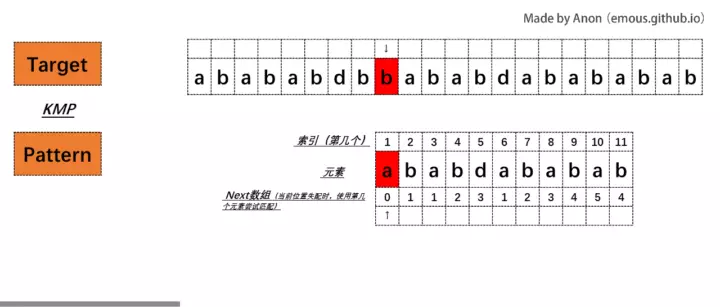 Made by Anon（emous.github.io）
↓
Target
a b a b a b d b b a b a b d a b a b a b a b
KMP
Pattern
索引（第几个） 1 2 3 4 5 6 7 8 9 10 11
元素 a b a b d a b a b a b
Next数组（当前位置失配时，使用第几
个元素尝试匹配） 0 1 1 2 3 1 2 3 4 5 4
↑